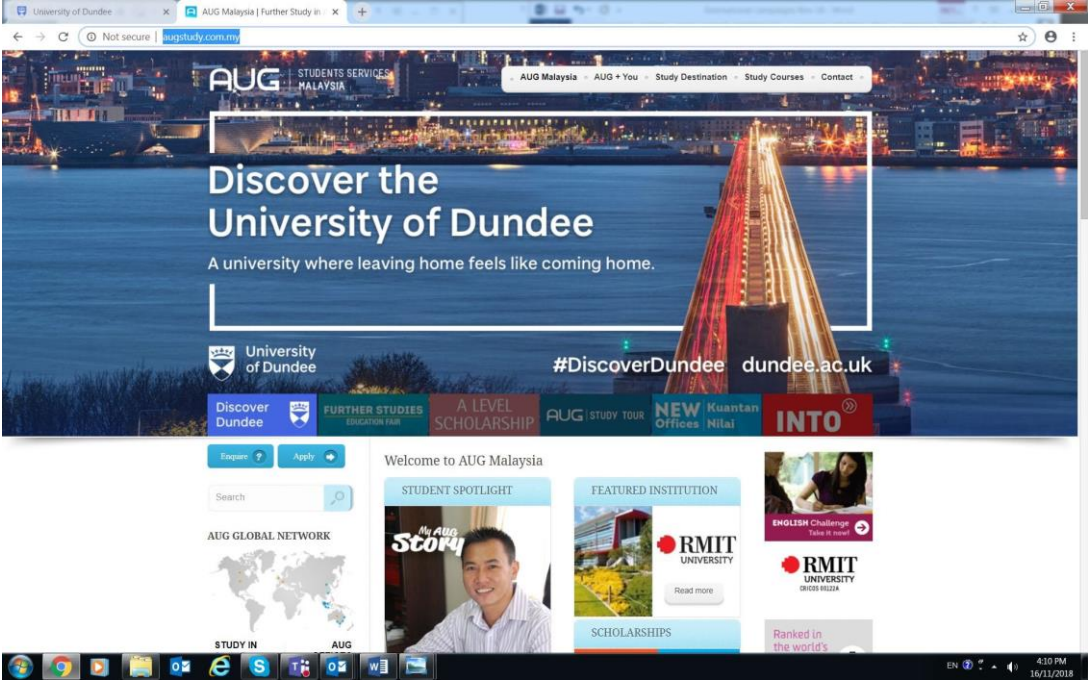 University of Dundee
AUG Malaysia | Further Study in
Not secure | augstudy.com.my
AUG STUDENTS SERVICES
MALAYSIA
AUG Malaysia AUG + You Study Destination Study Courses Contact
Discover the
University of Dundee
A university where leaving home feels like coming home.
University
of Dundee
#DiscoverDundee dundee.ac.uk
Discover
Dundee
FURTHER STUDIES
EDUCATION FAIR
A LEVEL
SCHOLARSHIP
AUG STUDY TOUR
NEW Kuantan
Offices Nilai
INTO
Enquire ? Apply
Welcome to AUG Malaysia
Search
STUDENT SPOTLIGHT
FEATURED INSTITUTION
AUG GLOBAL NETWORK
My AUG
Story
RMIT
UNIVERSITY
Read more
ENGLISH Challenge
Take it now!
RMIT
UNIVERSITY
CRICOS 00122A
SCHOLARSHIPS
Ranked in
the world's
STUDY IN AUG
EN
4:10 PM
16/11/2018